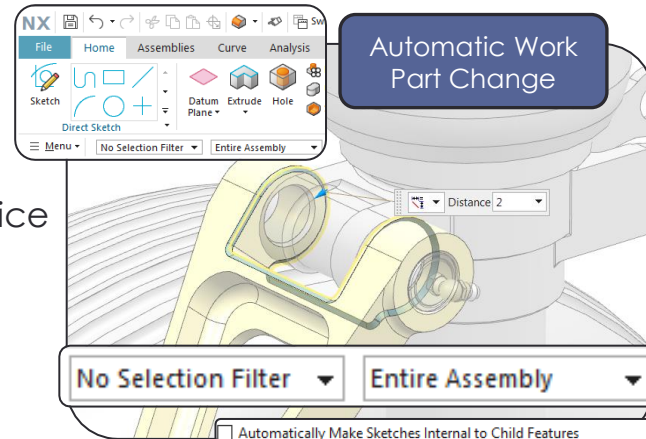 NX
Sw
File Home Assemblies Curve Analysis
Sketch
Datum Plane
Extrude
Hole
Direct Sketch
Menu
No Selection Filter
Entire Assembly
Automatic Work
Part Change
ice
Distance 2
No Selection Filter
Entire Assembly
Automatically Make Sketches Internal to Child Features